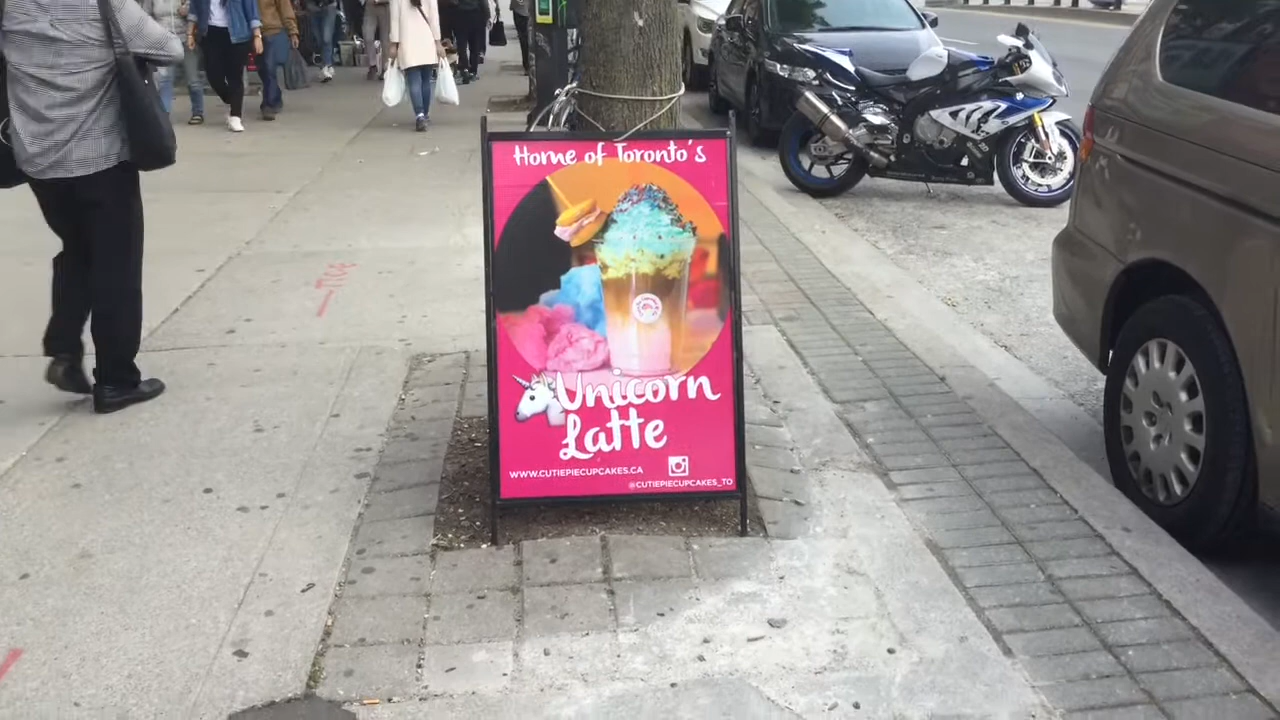 Home of Toronto's
Unicorn
Latte
WWW.CUTIEPIECUPCAKES.CA
@CUTIEPIECUPCAKES_TO